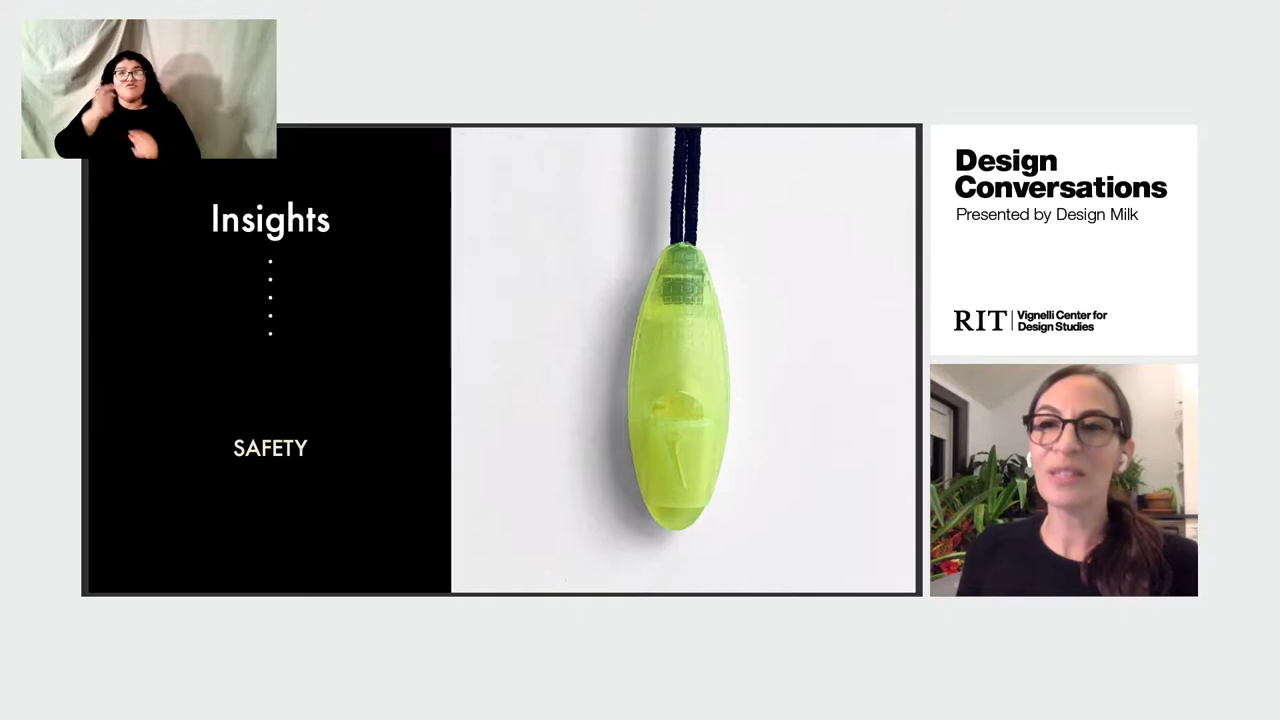 Insights
SAFETY
Design
Conversations
Presented by Design Milk
RIT
Vignelli Center for
Design Studies